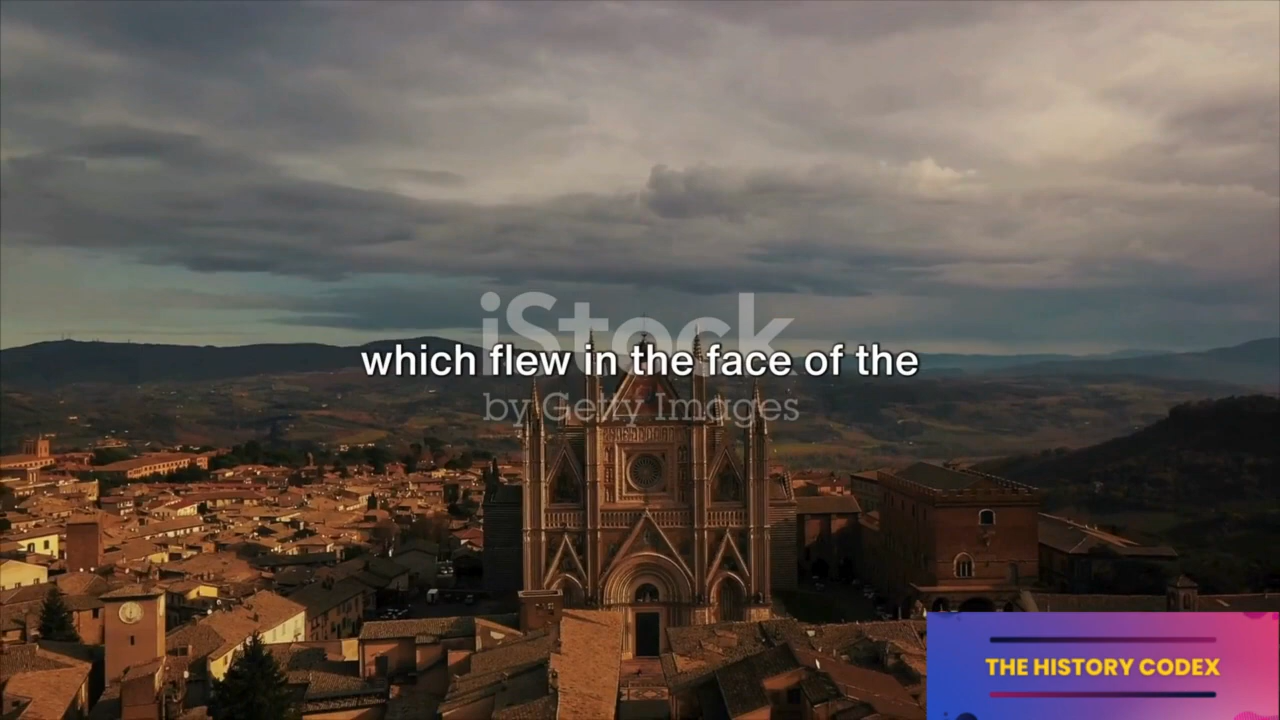 iStock
which flew in the face of the
by Getty Images
THE HISTORY CODEX